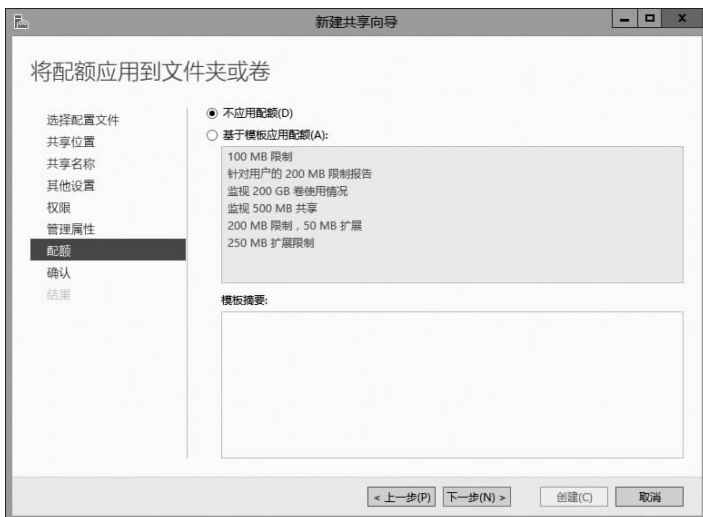 新建共享向导
将配额应用到文件夹或卷
选择配置文件
共享位置
共享名称
其他设置
权限
管理属性
配额
确认
结果
不应用配额(D)
基于模板应用配额(A):
100 MB 限制
针对用户的 200 MB 限制报告
监视 200 GB 卷使用情况
监视 500 MB 共享
200 MB 限制，50 MB 扩展
250 MB 扩展限制
模板摘要:
< 上一步(P)
下一步(N) >
创建(C)
取消